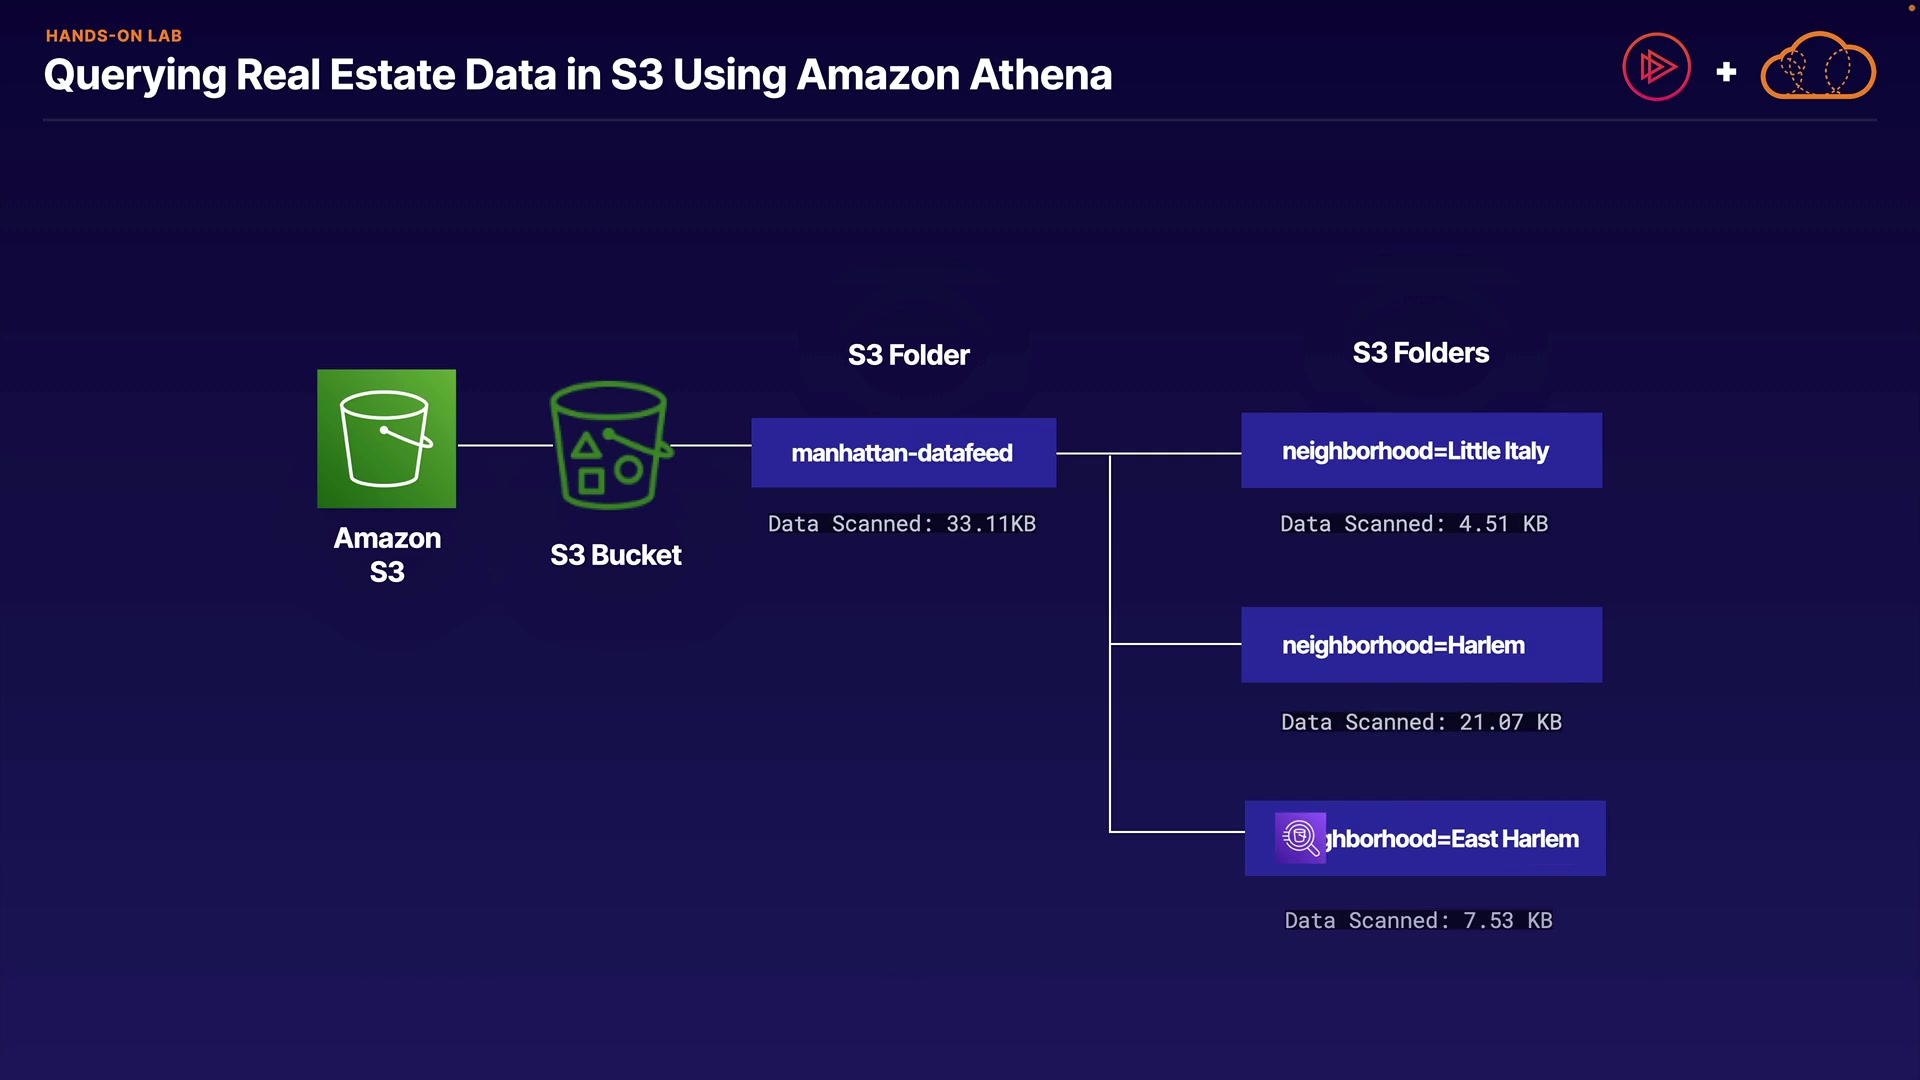 HANDS-ON LAB
Querying Real Estate Data in S3 Using Amazon Athena
S3 Folder
S3 Folders
manhattan-datafeed
neighborhood=Little Italy
Data Scanned: 33.11KB
Data Scanned: 4.51 KB
Amazon
S3
S3 Bucket
neighborhood=Harlem
Data Scanned: 21.07 KB
ghborhood=East Harlem
Data Scanned: 7.53 KB